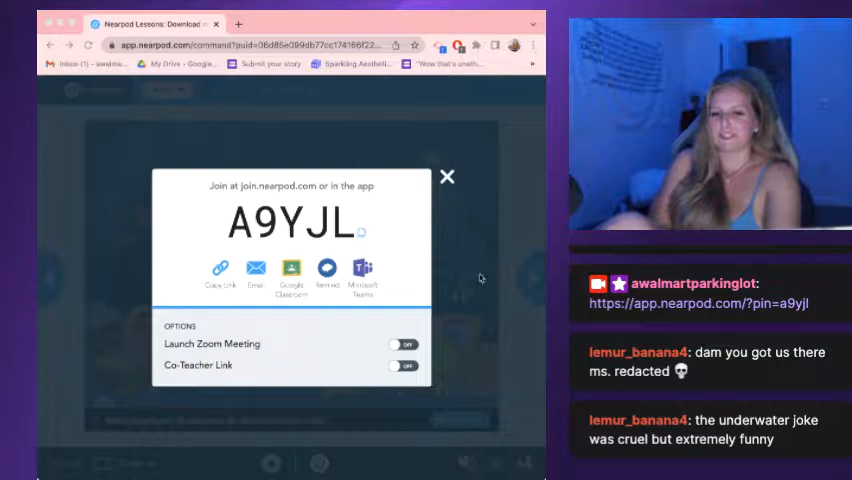 Nearpod Lessons: Download r
app.nearpod.com/command?puid=06d85e099db77cc174166f22...
Inbox (1) – awalma...
My Drive – Google...
Submit your story
Sparkling Aesthetic...
"Wow that's uneth...
Join at join.nearpod.com or in the app
A9YJL
Copy Link
Email
Google Classroom
Remind
Microsoft Teams
OPTIONS
Launch Zoom Meeting
OFF
Co-Teacher Link
OFF
awalmartparkinglot:
https://app.nearpod.com/?pin=a9yjl
lemur_banana4: dam you got us there
ms. redacted 💀
lemur_banana4: the underwater joke
was cruel but extremely funny